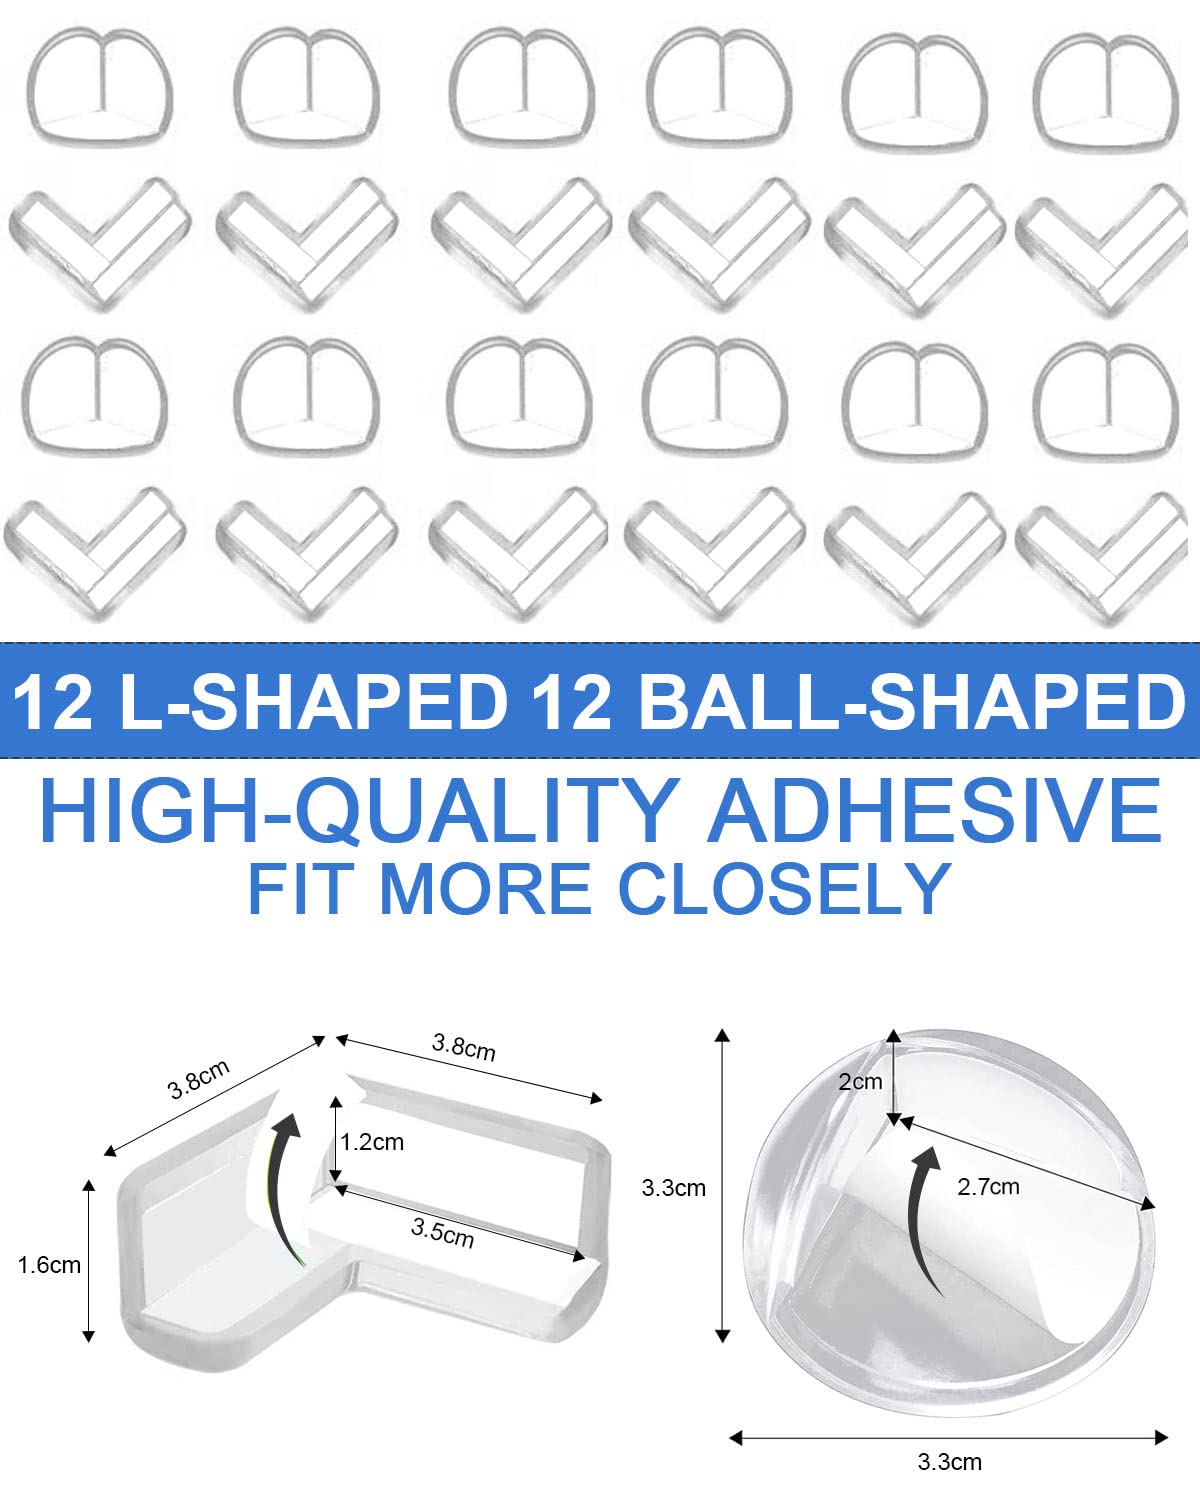 12 L-SHAPED 12 BALL-SHAPED
HIGH-QUALITY ADHESIVE
FIT MORE CLOSELY
3.8cm
3.8cm
1.2cm
3.5cm
1.6cm
2cm
2.7cm
3.3cm
3.3cm